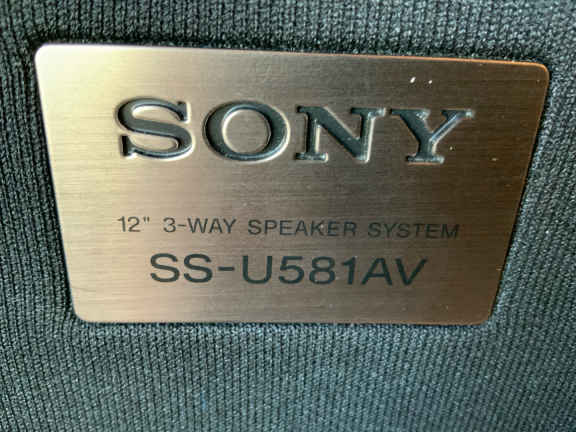 SONY
12" 3-WAY SPEAKER SYSTEM
SS-U581AV